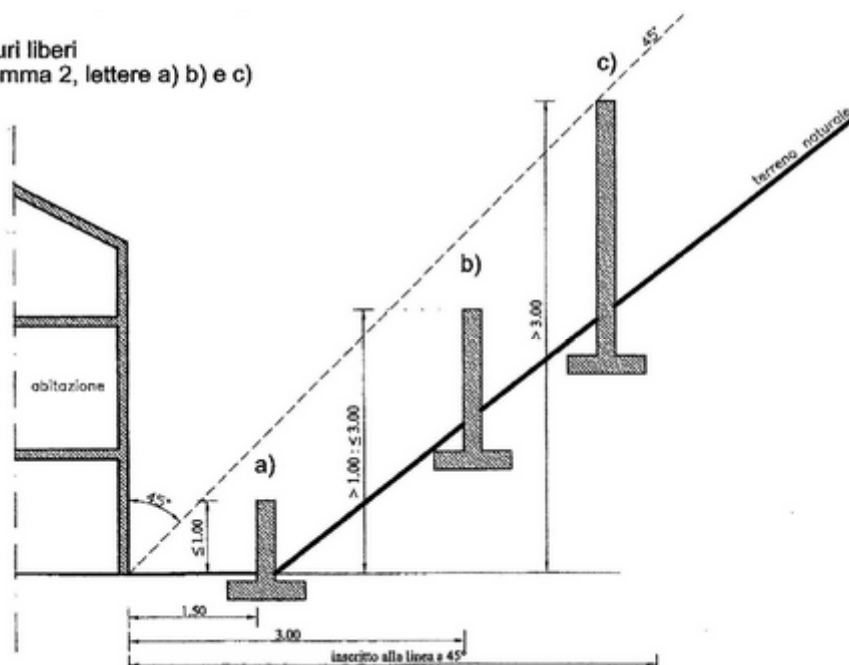 uri liberi
mma 2, lettere a) b) e c)
45°
c)
terreno naturale
b)
> 3.00
abitazione
> 1.00 : ≤ 3.00
a)
45°
≤ 1.00
1.50
3.00
inscritto alla linea a 45°